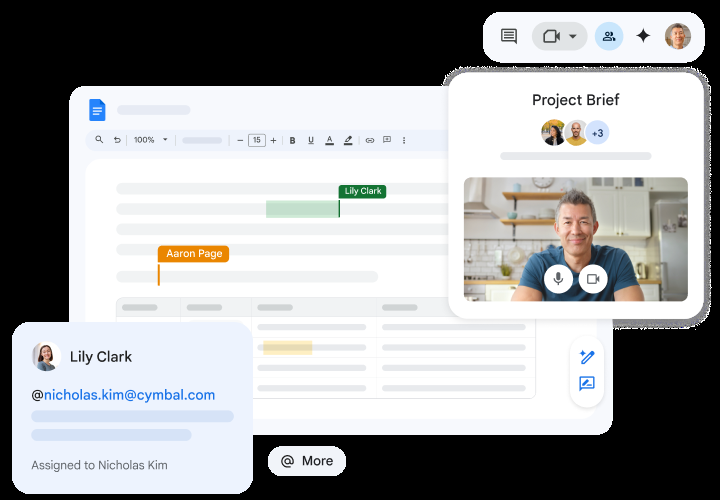 Project Brief
+3
100%
15
B
U
A
Lily Clark
Aaron Page
Lily Clark
@nicholas.kim@cymbal.com
Assigned to Nicholas Kim
@ More